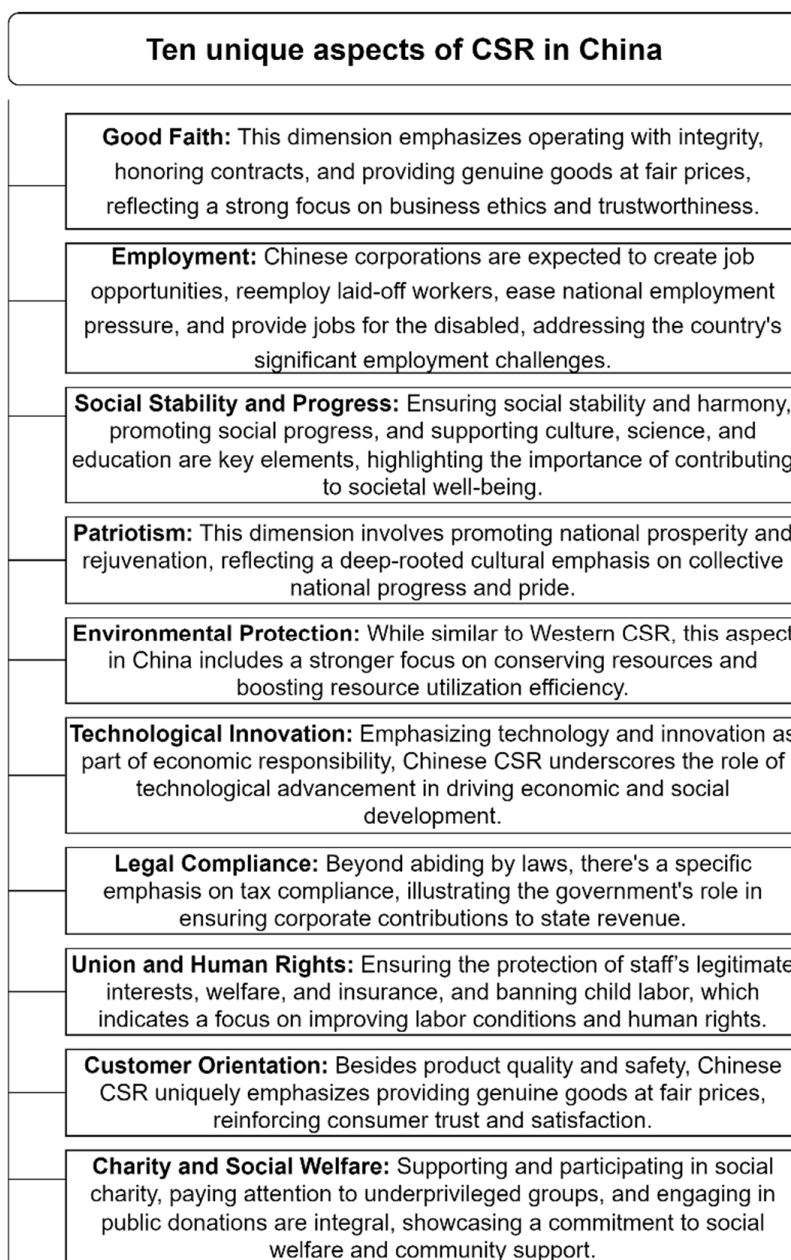 Ten unique aspects of CSR in China
Good Faith: This dimension emphasizes operating with integrity,
honoring contracts, and providing genuine goods at fair prices,
reflecting a strong focus on business ethics and trustworthiness.
Employment: Chinese corporations are expected to create job
opportunities, reemploy laid-off workers, ease national employment
pressure, and provide jobs for the disabled, addressing the country's
significant employment challenges.
Social Stability and Progress: Ensuring social stability and harmony,
promoting social progress, and supporting culture, science, and
education are key elements, highlighting the importance of contributing
to societal well-being.
Patriotism: This dimension involves promoting national prosperity and
rejuvenation, reflecting a deep-rooted cultural emphasis on collective
national progress and pride.
Environmental Protection: While similar to Western CSR, this aspect
in China includes a stronger focus on conserving resources and
boosting resource utilization efficiency.
Technological Innovation: Emphasizing technology and innovation as
part of economic responsibility, Chinese CSR underscores the role of
technological advancement in driving economic and social
development.
Legal Compliance: Beyond abiding by laws, there's a specific
emphasis on tax compliance, illustrating the government's role in
ensuring corporate contributions to state revenue.
Union and Human Rights: Ensuring the protection of staff's legitimate
interests, welfare, and insurance, and banning child labor, which
indicates a focus on improving labor conditions and human rights.
Customer Orientation: Besides product quality and safety, Chinese
CSR uniquely emphasizes providing genuine goods at fair prices,
reinforcing consumer trust and satisfaction.
Charity and Social Welfare: Supporting and participating in social
charity, paying attention to underprivileged groups, and engaging in
public donations are integral, showcasing a commitment to social
welfare and community support.